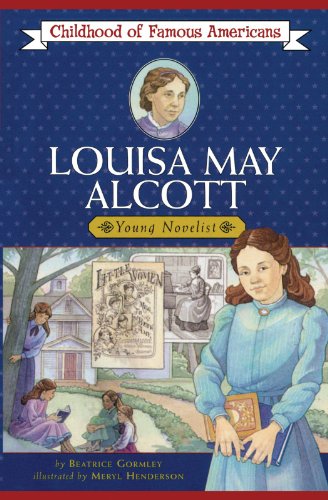 Childhood of Famous Americans
LOUISA MAY
ALCOTT
Young Novelist
LITTLE WOMEN
by BEATRICE GORMLEY
illustrated by MERYL HENDERSON